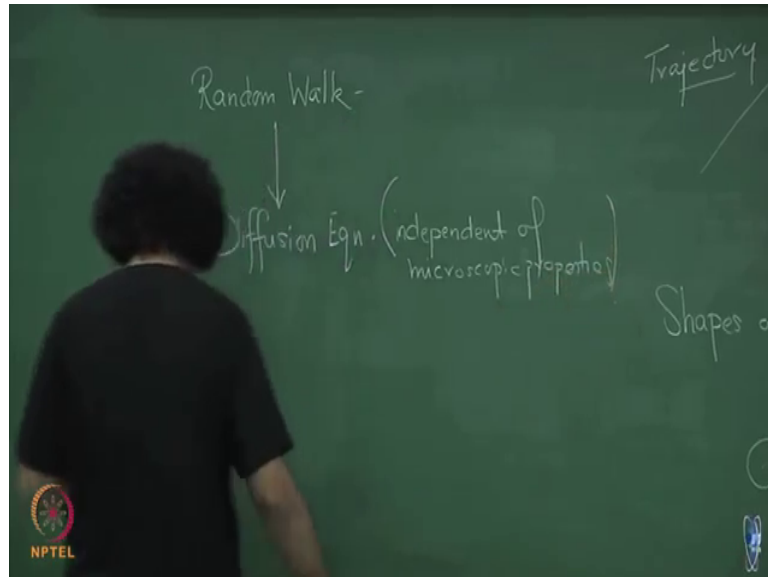 Random Walk-
Diffusion Eqn. (independent of
microscopic properties)
Trajectory
Shapes o
NPTEL